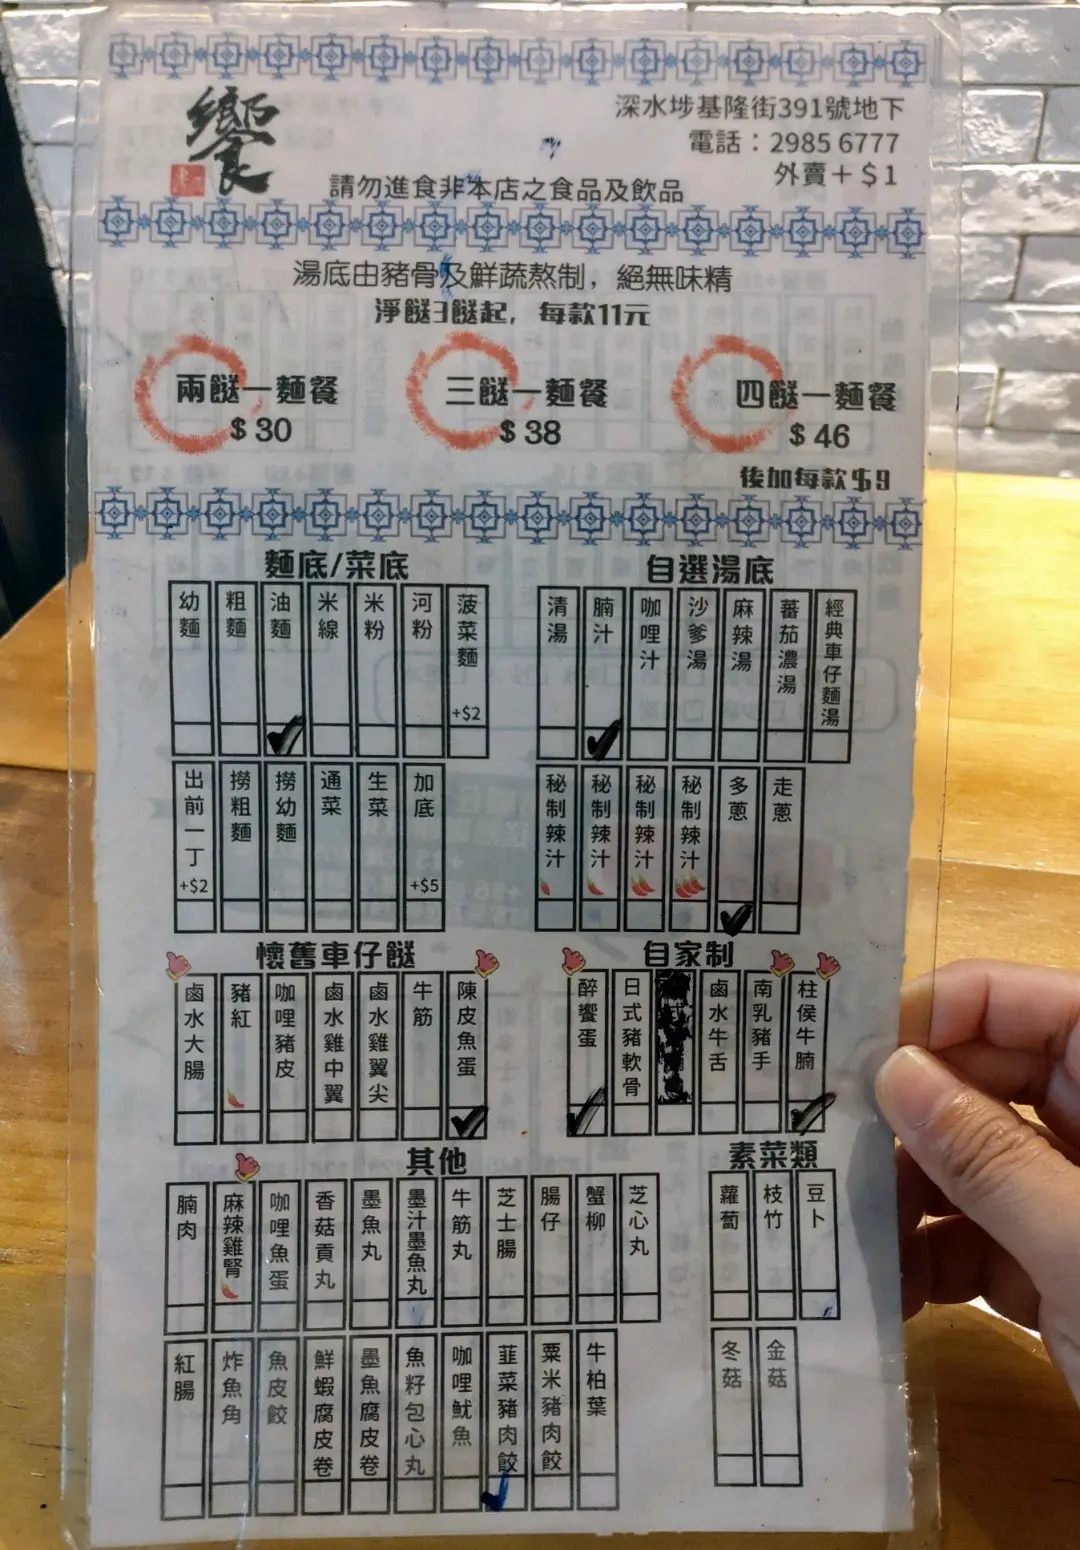 饗
深水埗基隆街391號地下
電話：2985 6777
外賣＋$1
請勿進食非本店之食品及飲品
湯底由豬骨及鮮蔬熬制，絕無味精
淨餸3餸起，每款11元
兩餸一麵餐
$30
三餸一麵餐
$38
四餸一麵餐
$46
後加每款$9
麵底/菜底
幼麵
粗麵
油麵
米線
米粉
河粉
菠菜麵 +$2
出前一丁 +$2
撈粗麵
撈幼麵
通菜
生菜
加底 +$5
自選湯底
清湯
腩汁
咖哩汁
沙爹湯
麻辣湯
蕃茄濃湯
經典車仔麵湯
秘制辣汁
秘制辣汁
秘制辣汁
秘制辣汁
多蔥
走蔥
懷舊車仔餸
鹵水大腸
豬紅
咖哩豬皮
鹵水雞中翼
鹵水雞翼尖
牛筋
陳皮魚蛋
自家制
醉饗蛋
日式豬軟骨
鹵水牛舌
南乳豬手
柱侯牛腩
其他
腩肉
麻辣雞腎
咖哩魚蛋
香菇貢丸
墨魚丸
墨汁墨魚丸
牛筋丸
芝士腸
腸仔
蟹柳
芝心丸
紅腸
炸魚角
魚皮餃
鮮蝦腐皮卷
墨魚腐皮卷
魚籽包心丸
咖哩魷魚
韮菜豬肉餃
粟米豬肉餃
牛柏葉
素菜類
蘿蔔
枝竹
豆卜
冬菇
金菇